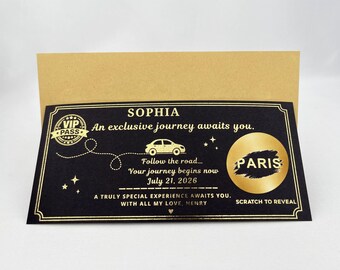 SOPHIA
An exclusive journey awaits you.
VIP
PASS
Follow the road...
Your journey begins now
July 21, 2026
PARIS
A TRULY SPECIAL EXPERIENCE AWAITS YOU.
WITH ALL MY LOVE, HENRY
SCRATCH TO REVEAL